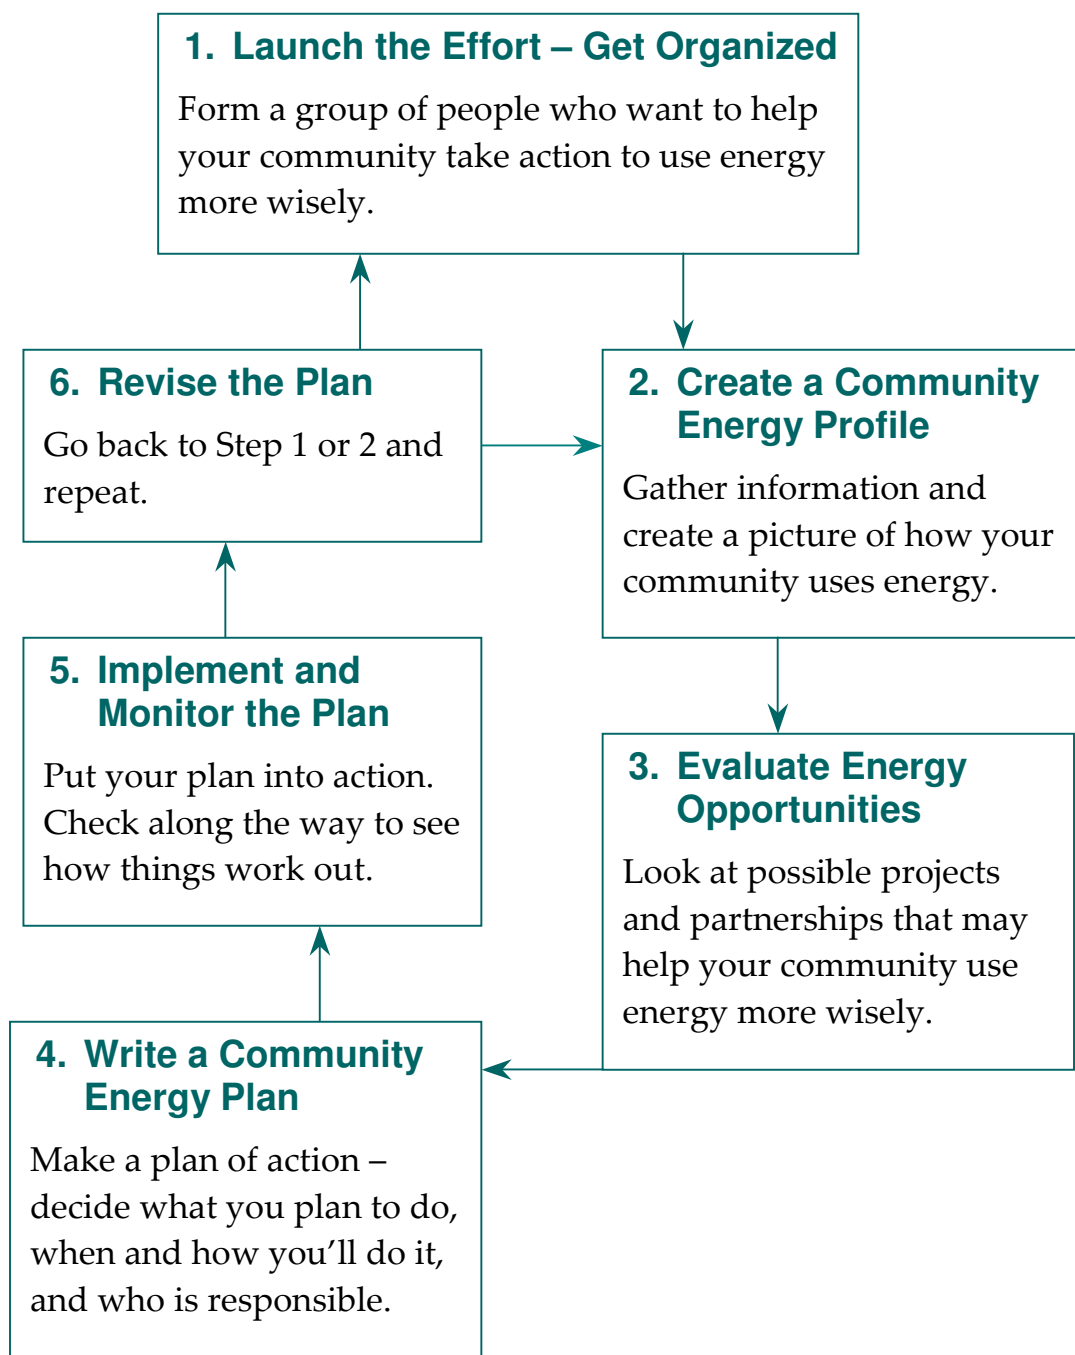 1. Launch the Effort – Get Organized
Form a group of people who want to help
your community take action to use energy
more wisely.
6. Revise the Plan
Go back to Step 1 or 2 and
repeat.
2. Create a Community
Energy Profile
Gather information and
create a picture of how your
community uses energy.
5. Implement and
Monitor the Plan
Put your plan into action.
Check along the way to see
how things work out.
3. Evaluate Energy
Opportunities
Look at possible projects
and partnerships that may
help your community use
energy more wisely.
4. Write a Community
Energy Plan
Make a plan of action –
decide what you plan to do,
when and how you’ll do it,
and who is responsible.